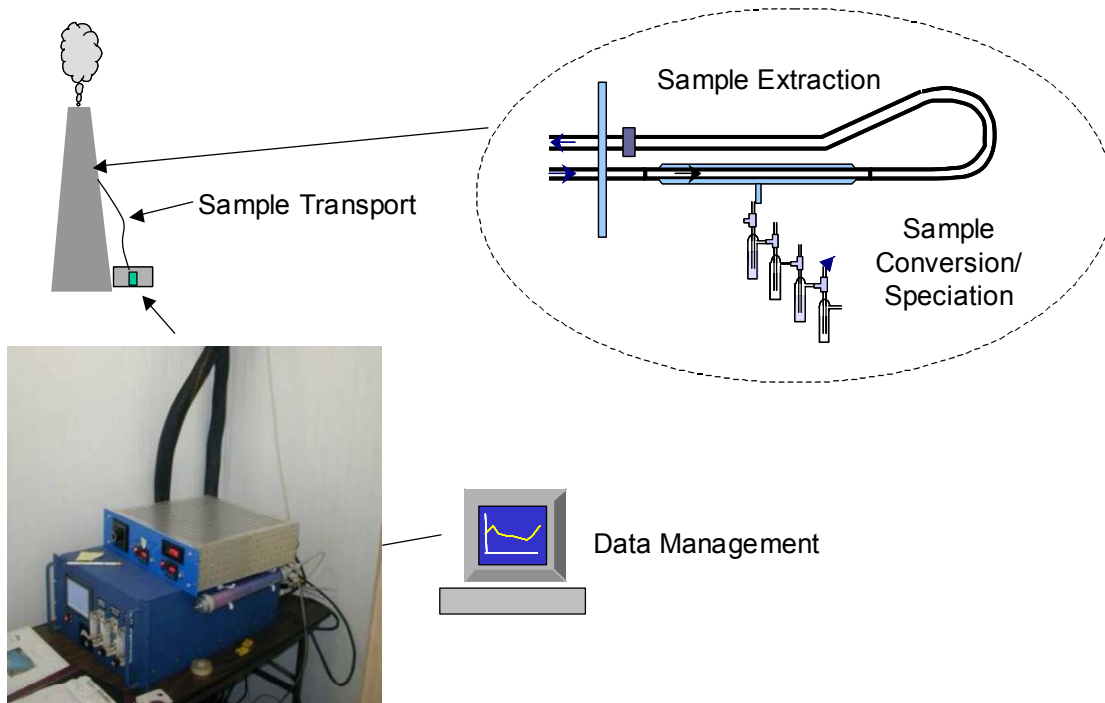 Sample Extraction
Sample Transport
Sample
Conversion/
Speciation
Data Management